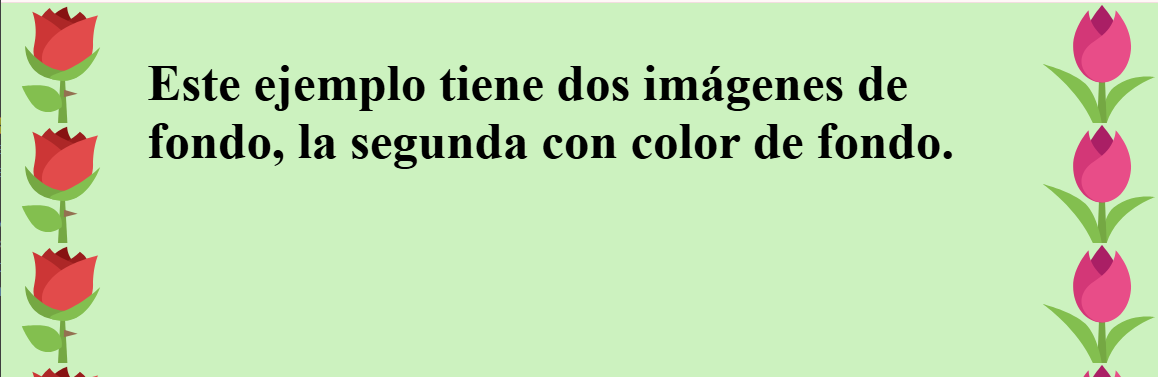 Este ejemplo tiene dos imágenes de
fondo, la segunda con color de fondo.